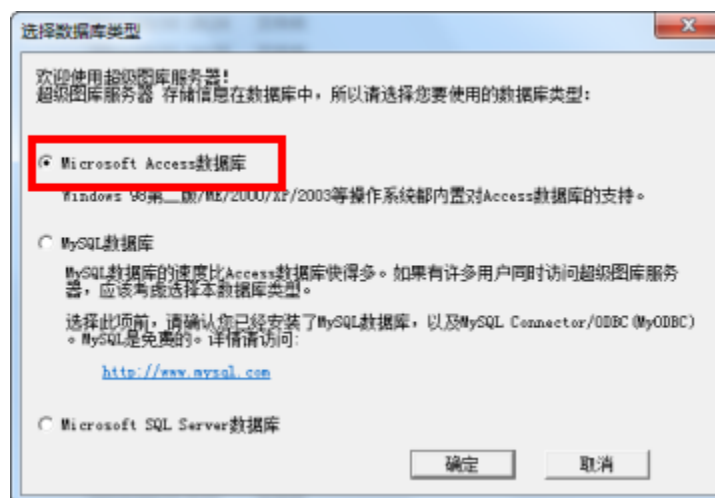 选择数据库类型
欢迎使用超级图库服务器!
超级图库服务器 存储信息在数据库中，所以请选择您要使用的数据库类型:
Microsoft Access数据库
Windows 98第二版/ME/2000/XP/2003等操作系统都内置对Access数据库的支持。
MySQL数据库
MySQL数据库的速度比Access数据库快得多。如果有许多用户同时访问超级图库服务
器，应该考虑选择本数据库类型。
选择此项前，请确认您已经安装了MySQL数据库，以及MySQL Connector/ODBC(MyODBC)
。MySQL是免费的。详情请访问:
http://www.mysql.com
Microsoft SQL Server数据库
确定
取消